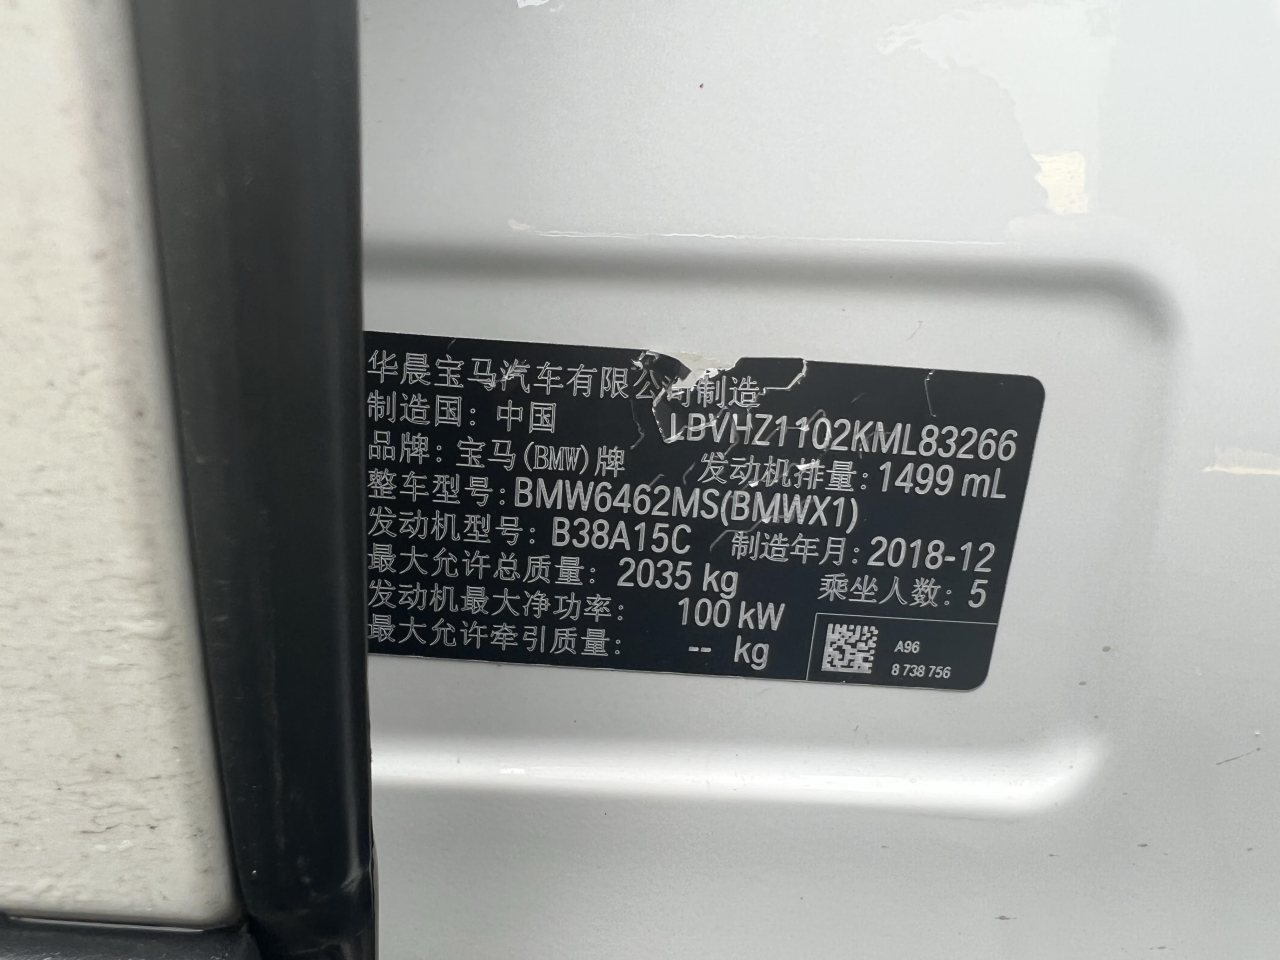 华晨宝马汽车有限公司制造
制造国：中国 LBVHZ1102KML83266
品牌：宝马(BMW)牌 发动机排量：1499 mL
整车型号：BMW6462MS(BMWX1)
发动机型号：B38A15C 制造年月：2018-12
最大允许总质量：2035 kg 乘坐人数：5
发动机最大净功率：100 kW
最大允许牵引质量：-- kg
A96
8 738 756